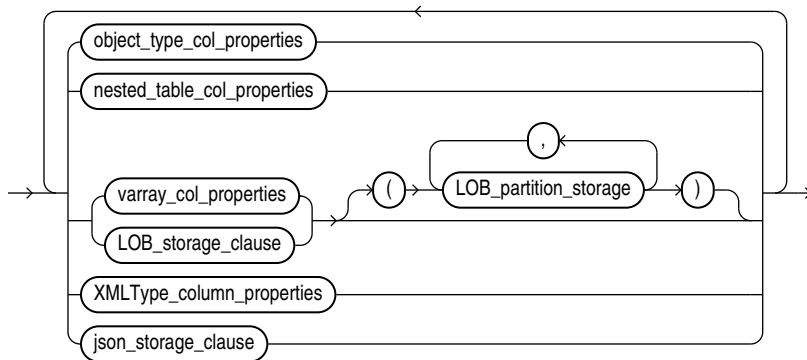 object_type_col_properties
nested_table_col_properties
,
varray_col_properties
( LOB_partition_storage )
LOB_storage_clause
XMLType_column_properties
json_storage_clause